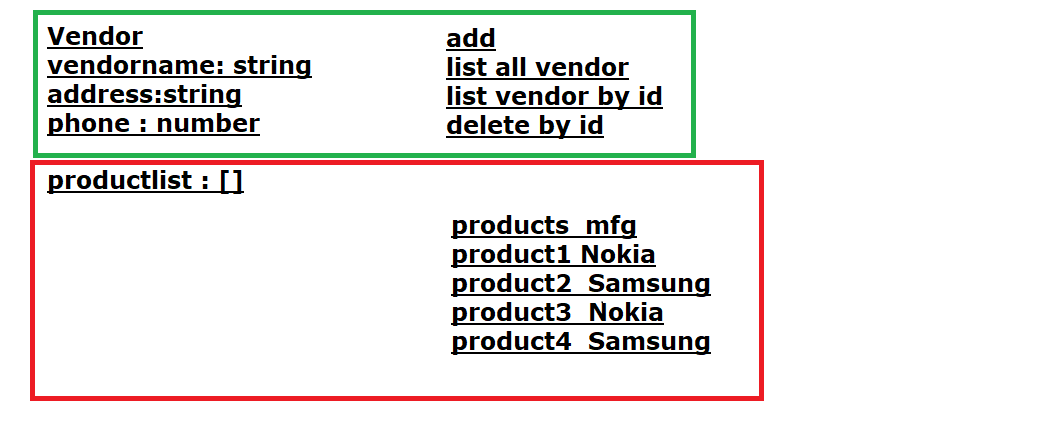 Vendor
vendorname: string
address:string
phone : number
add
list all vendor
list vendor by id
delete by id
productlist : []
products  mfg
product1 Nokia
product2  Samsung
product3  Nokia
product4  Samsung